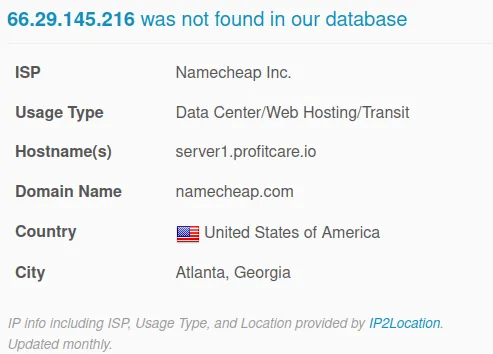 66.29.145.216 was not found in our database
ISP Namecheap Inc.
Usage Type Data Center/Web Hosting/Transit
Hostname(s) server1.profitcare.io
Domain Name namecheap.com
Country United States of America
City Atlanta, Georgia
IP info including ISP, Usage Type, and Location provided by IP2Location.
Updated monthly.